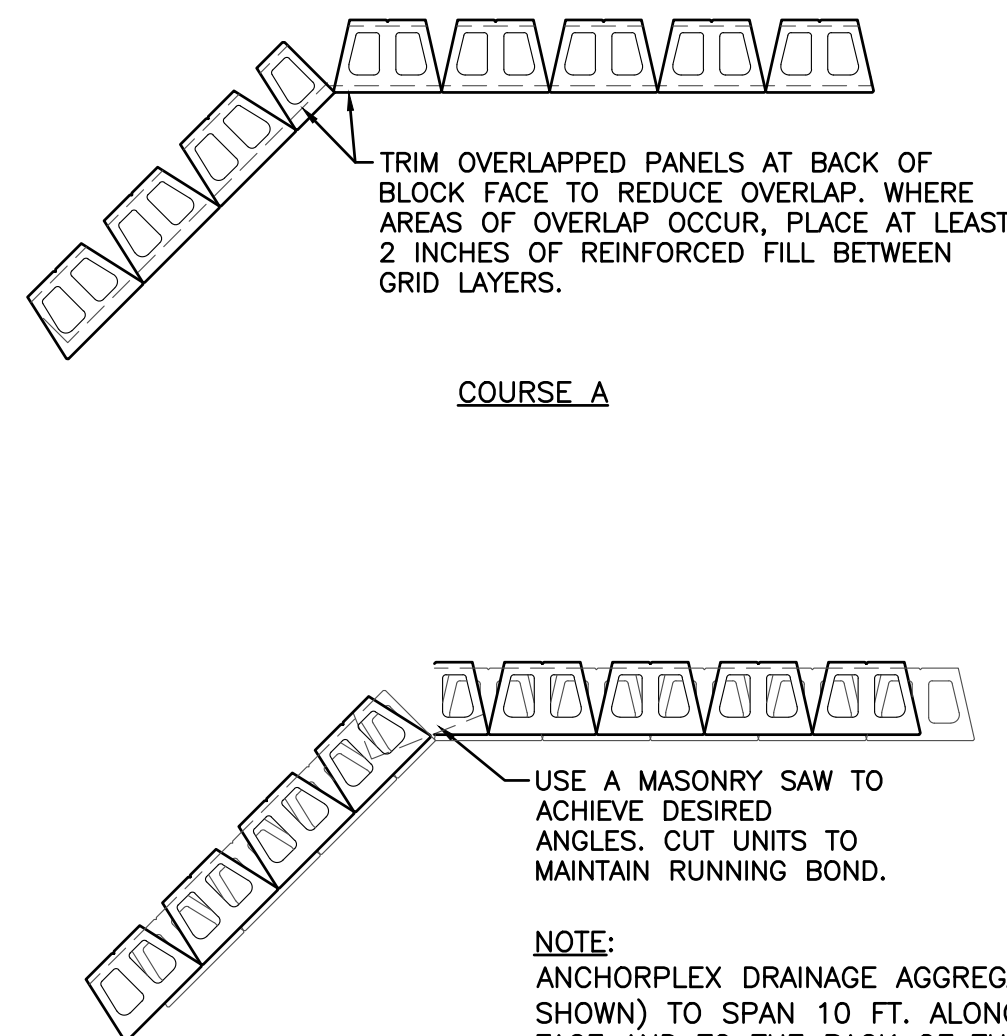 TRIM OVERLAPPED PANELS AT BACK OF
BLOCK FACE TO REDUCE OVERLAP. WHERE
AREAS OF OVERLAP OCCUR, PLACE AT LEAST
2 INCHES OF REINFORCED FILL BETWEEN
GRID LAYERS.
COURSE A
USE A MASONRY SAW TO
ACHIEVE DESIRED
ANGLES. CUT UNITS TO
MAINTAIN RUNNING BOND.
NOTE:
ANCHORPLEX DRAINAGE
SHOWN) TO SPAN 10 FT.